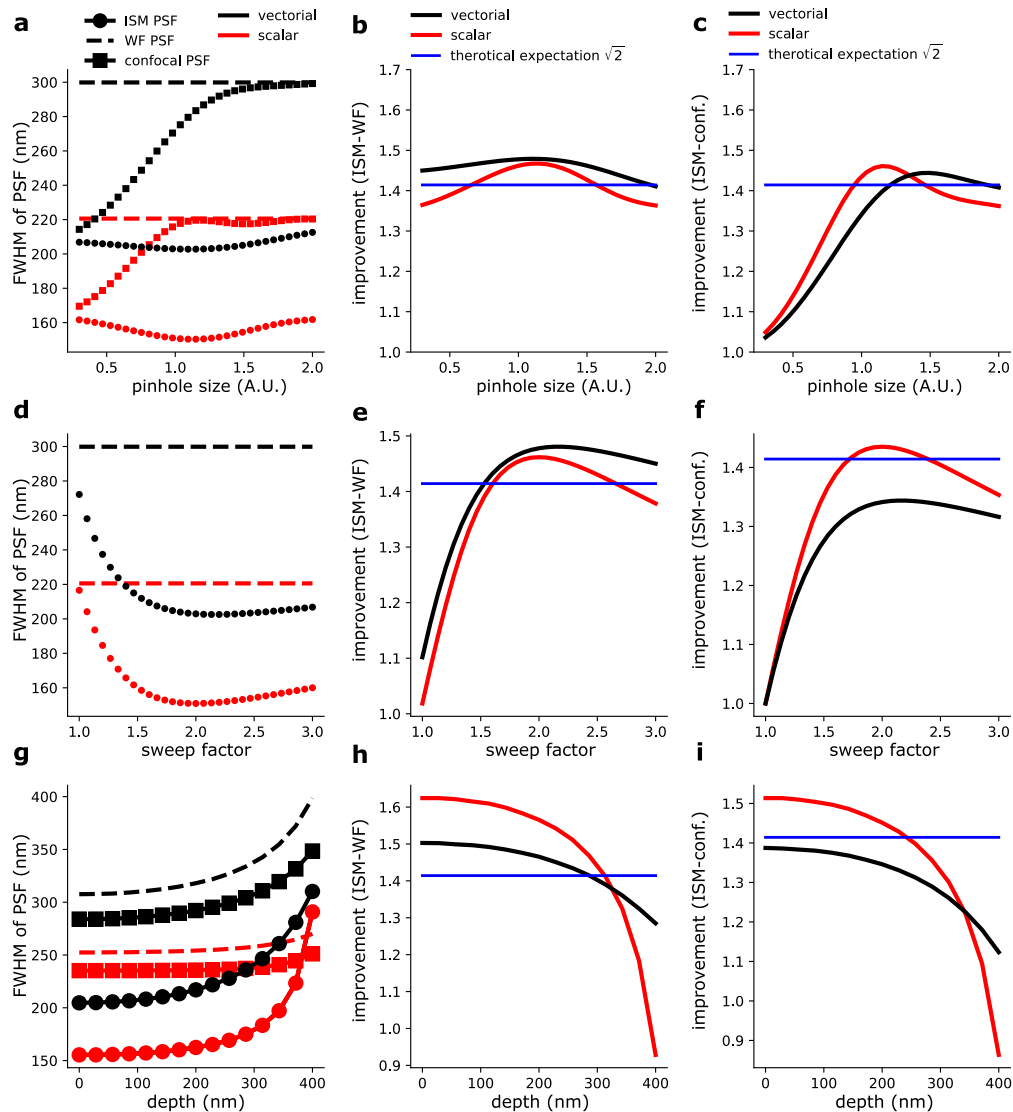 a
ISM PSF
WF PSF
confocal PSF
vectorial
scalar
300
280
260
240
220
200
180
160
0.5
1.0
1.5
2.0
FWHM of PSF (nm)
pinhole size (A.U.)
b
vectorial
scalar
therotical expectation √2
1.7
1.6
1.5
1.4
1.3
1.2
1.1
1.0
0.5
1.0
1.5
2.0
improvement (ISM-WF)
pinhole size (A.U.)
c
vectorial
scalar
therotical expectation √2
1.7
1.6
1.5
1.4
1.3
1.2
1.1
1.0
0.5
1.0
1.5
2.0
improvement (ISM-conf.)
pinhole size (A.U.)
d
300
280
260
240
220
200
180
160
1.0
1.5
2.0
2.5
3.0
FWHM of PSF (nm)
sweep factor
e
1.5
1.4
1.3
1.2
1.1
1.0
1.0
1.5
2.0
2.5
3.0
improvement (ISM-WF)
sweep factor
f
1.4
1.3
1.2
1.1
1.0
1.0
1.5
2.0
2.5
3.0
improvement (ISM-conf.)
sweep factor
g
400
350
300
250
200
150
0
100
200
300
400
FWHM of PSF (nm)
depth (nm)
h
1.6
1.5
1.4
1.3
1.2
1.1
1.0
0.9
0
100
200
300
400
improvement (ISM-WF)
depth (nm)
i
1.5
1.4
1.3
1.2
1.1
1.0
0.9
0
100
200
300
400
improvement (ISM-conf.)
depth (nm)